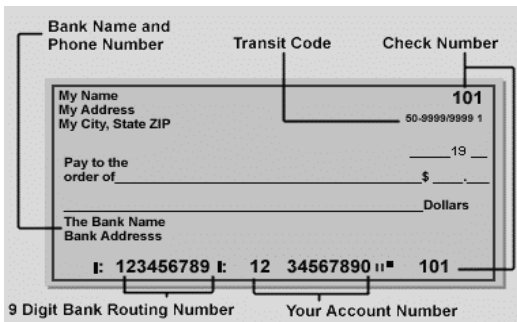 Bank Name and
Phone Number
Transit Code
Check Number
My Name
101
My Address
50-9999/9999 1
My City, State ZIP
19
Pay to the
order of $ .
Dollars
The Bank Name
Bank Addresss
⑆ 123456789 ⑆ 12 34567890 ⑈ 101
9 Digit Bank Routing Number
Your Account Number